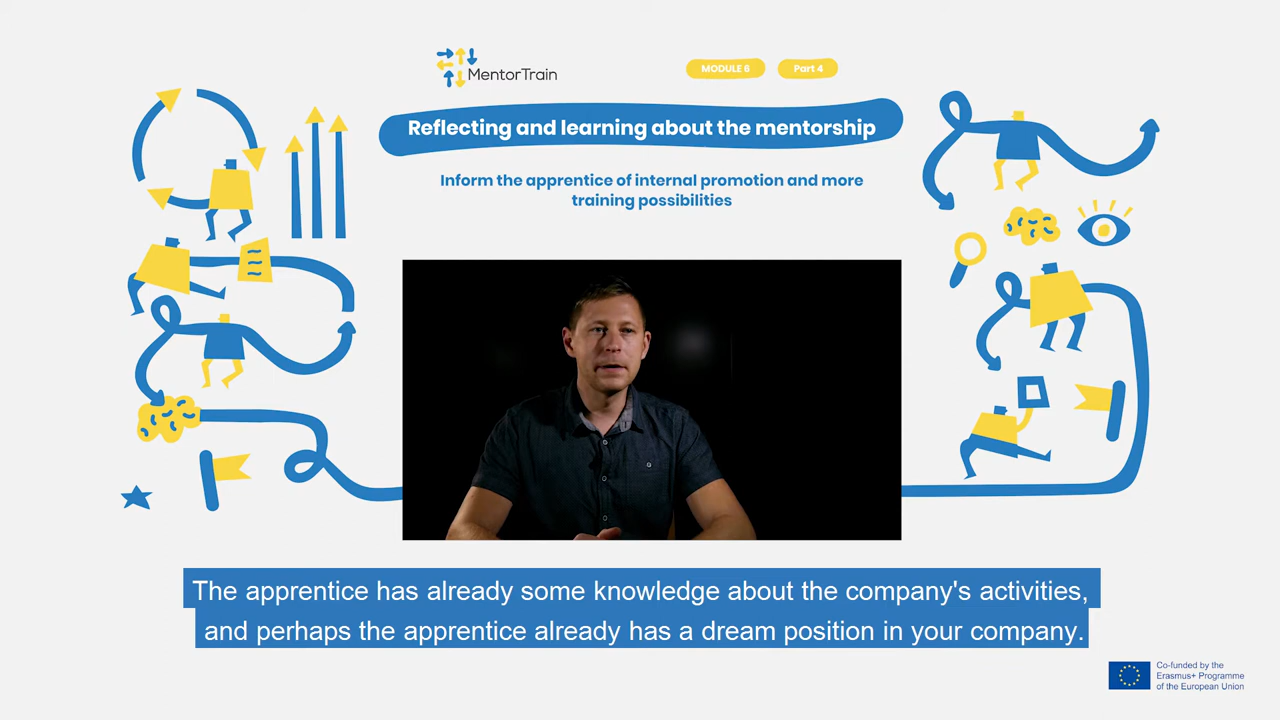 MentorTrain
MODULE 6
Part 4
Reflecting and learning about the mentorship
Inform the apprentice of internal promotion and more
training possibilities
The apprentice has already some knowledge about the company's activities,
and perhaps the apprentice already has a dream position in your company.
Co-funded by the
Erasmus+ Programme
of the European Union